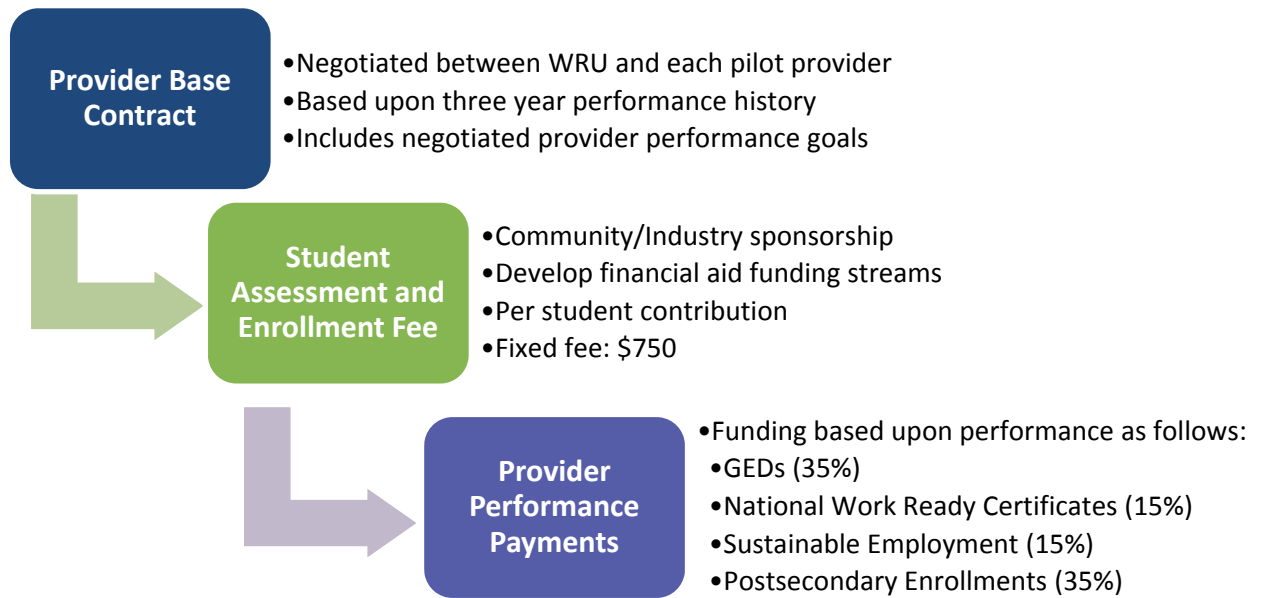 Provider Base
Contract
•Negotiated between WRU and each pilot provider
•Based upon three year performance history
•Includes negotiated provider performance goals
Student
Assessment and
Enrollment Fee
•Community/Industry sponsorship
•Develop financial aid funding streams
•Per student contribution
•Fixed fee: $750
Provider
Performance
Payments
•Funding based upon performance as follows:
•GEDs (35%)
•National Work Ready Certificates (15%)
•Sustainable Employment (15%)
•Postsecondary Enrollments (35%)